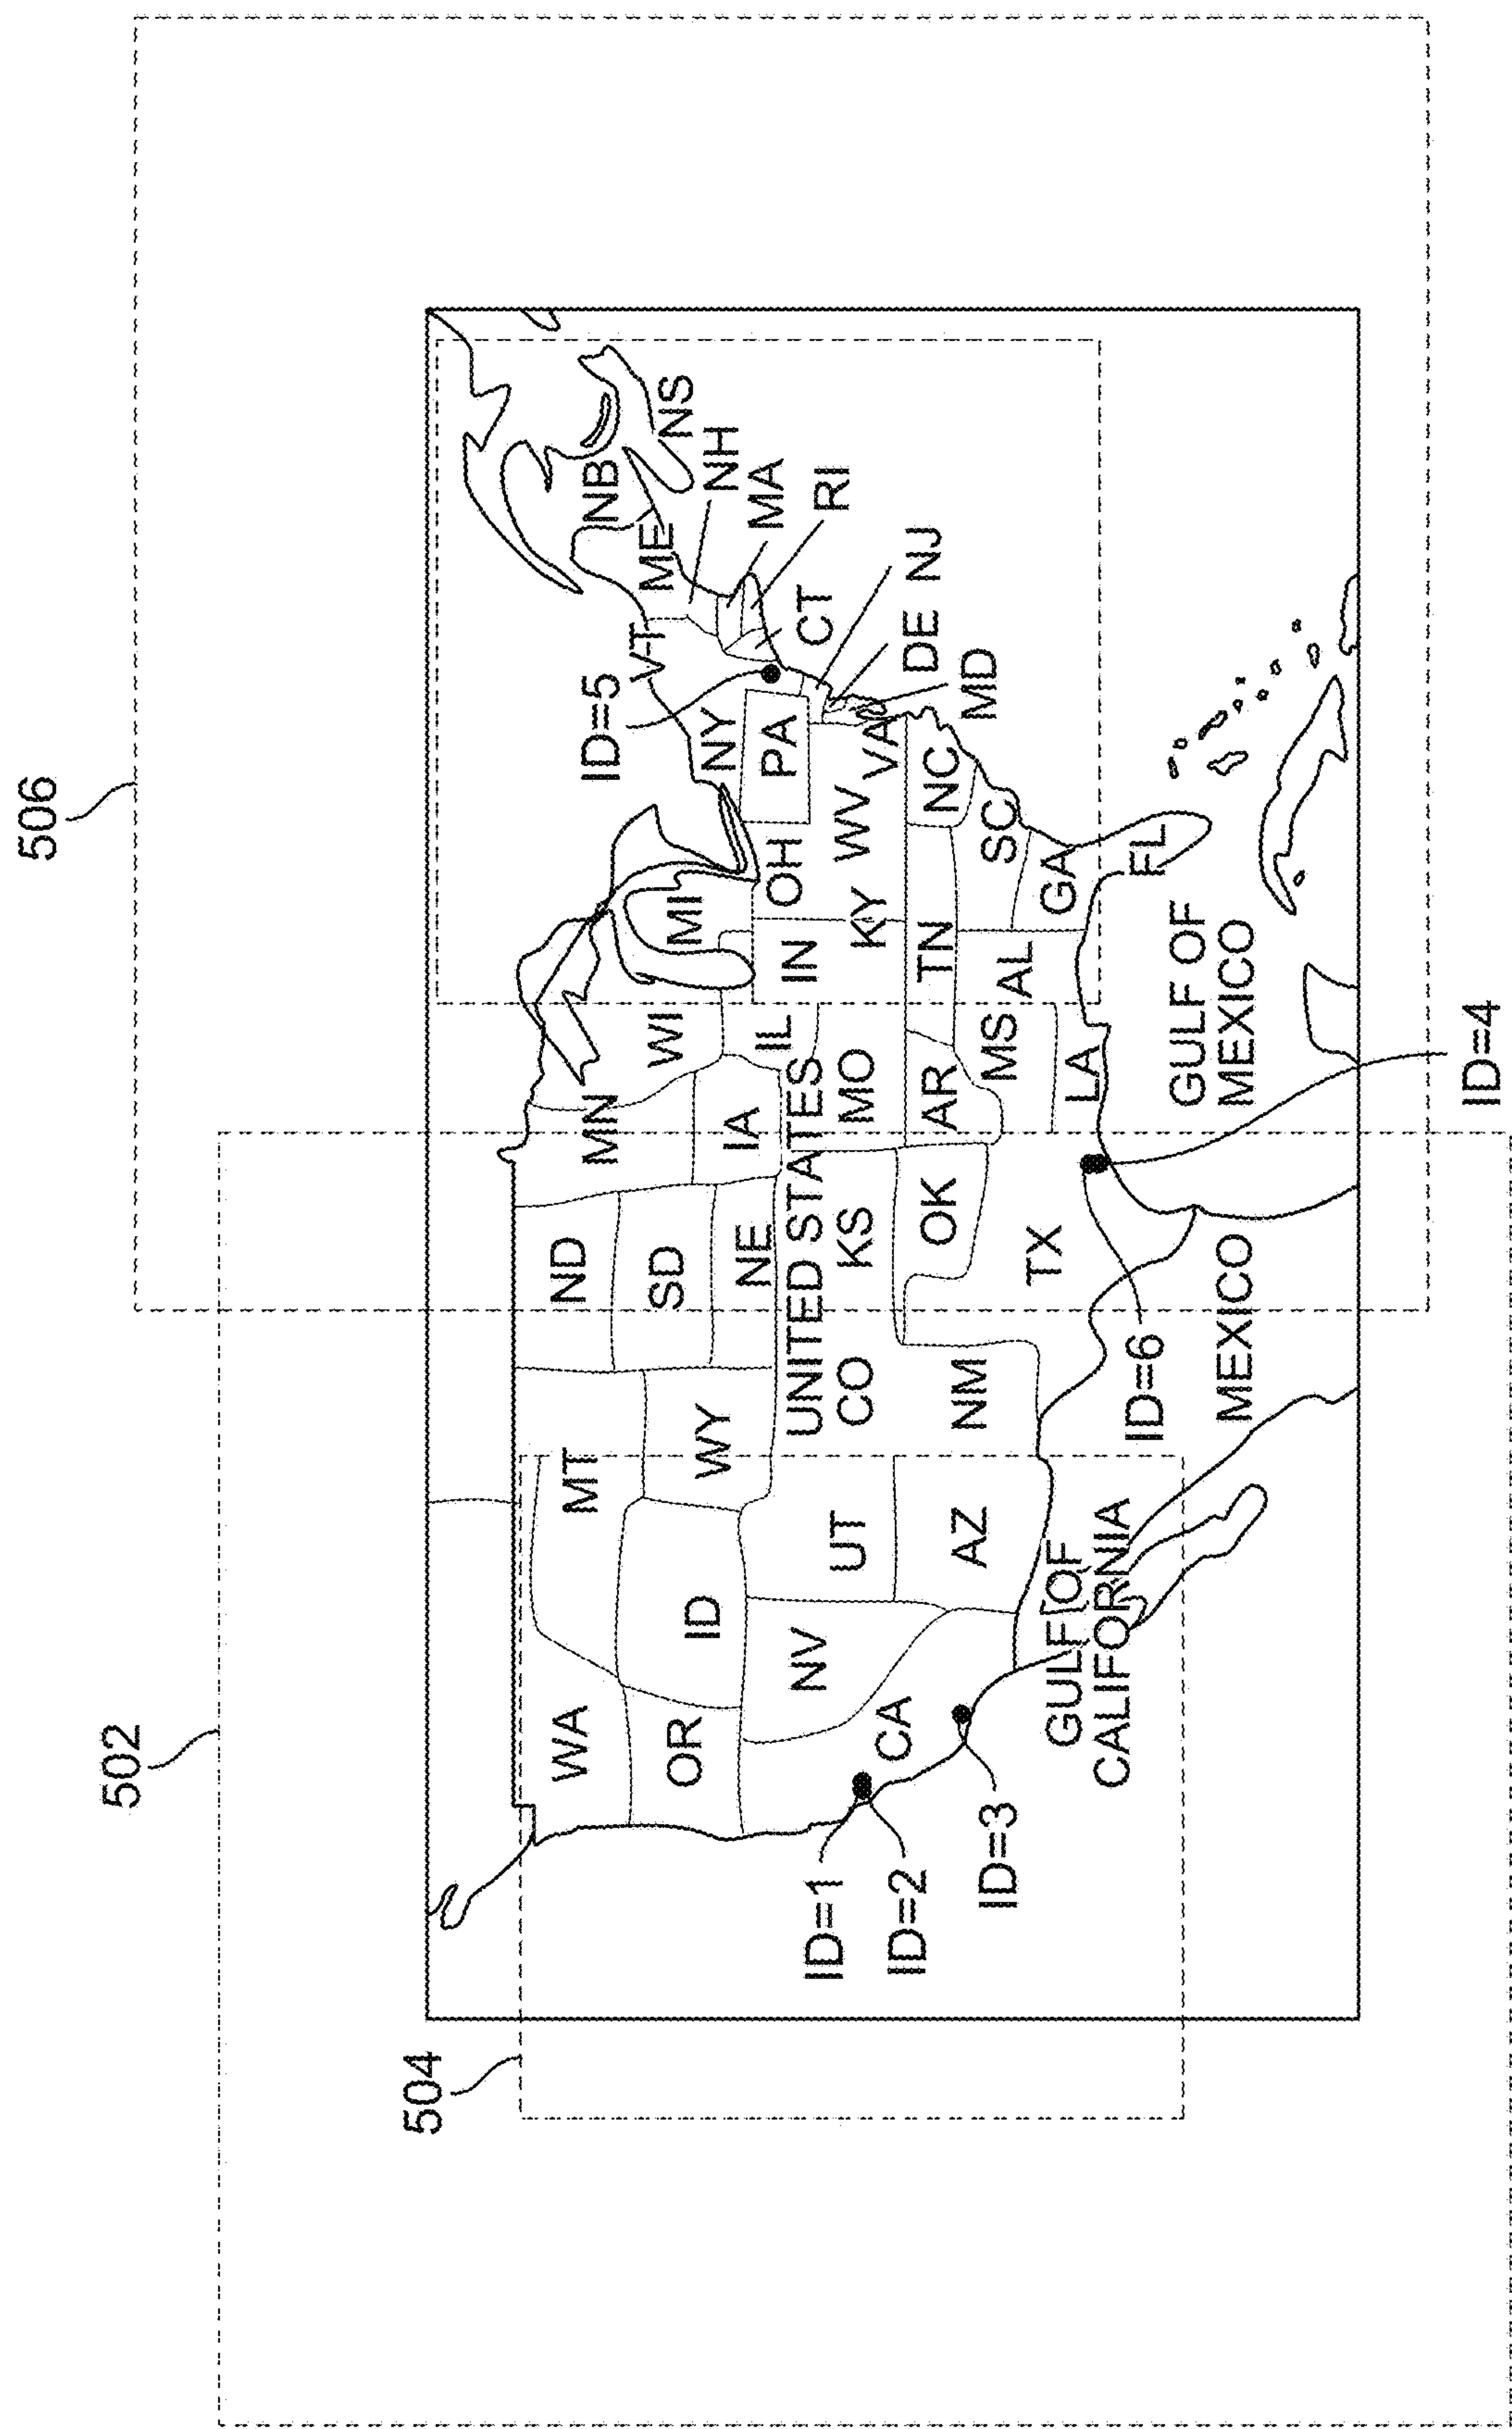 506
502
504
NB
NS
NH
ME
MA
RI
VT
ID=5
CT
NJ
NY
PA
DE
MD
VA
MI
OH
WV
NC
SC
WI
IN
KY
TN
GA
FL
IL
AL
MN
IA
MO
AR
MS
LA
GULF OF
MEXICO
ID=4
ND
SD
NE
UNITED STATES
KS
OK
TX
MT
WY
CO
NM
ID=6
MEXICO
WA
ID
UT
AZ
OR
NV
CA
GULF OF
CALIFORNIA
ID=1
ID=2
ID=3